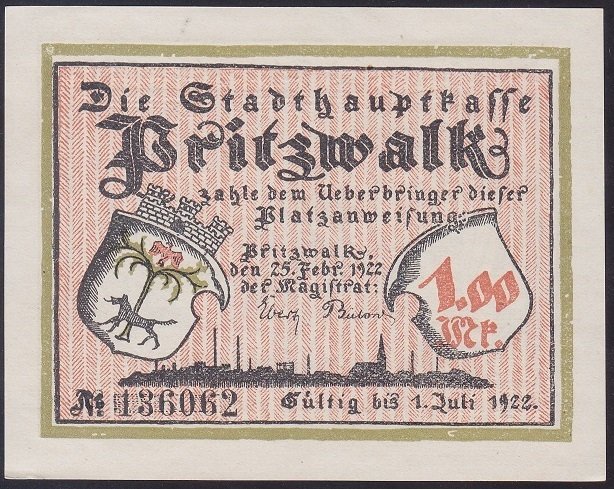 Die Stadthauptkasse
Pritzwalk
zahle dem Ueberbringer dieser
Platzanweisung:
Pritzwalk,
den 25. Febr. 1922
der Magistrat:
1.00
Mk.
No 136062
Gültig bis 1. Juli 1922.